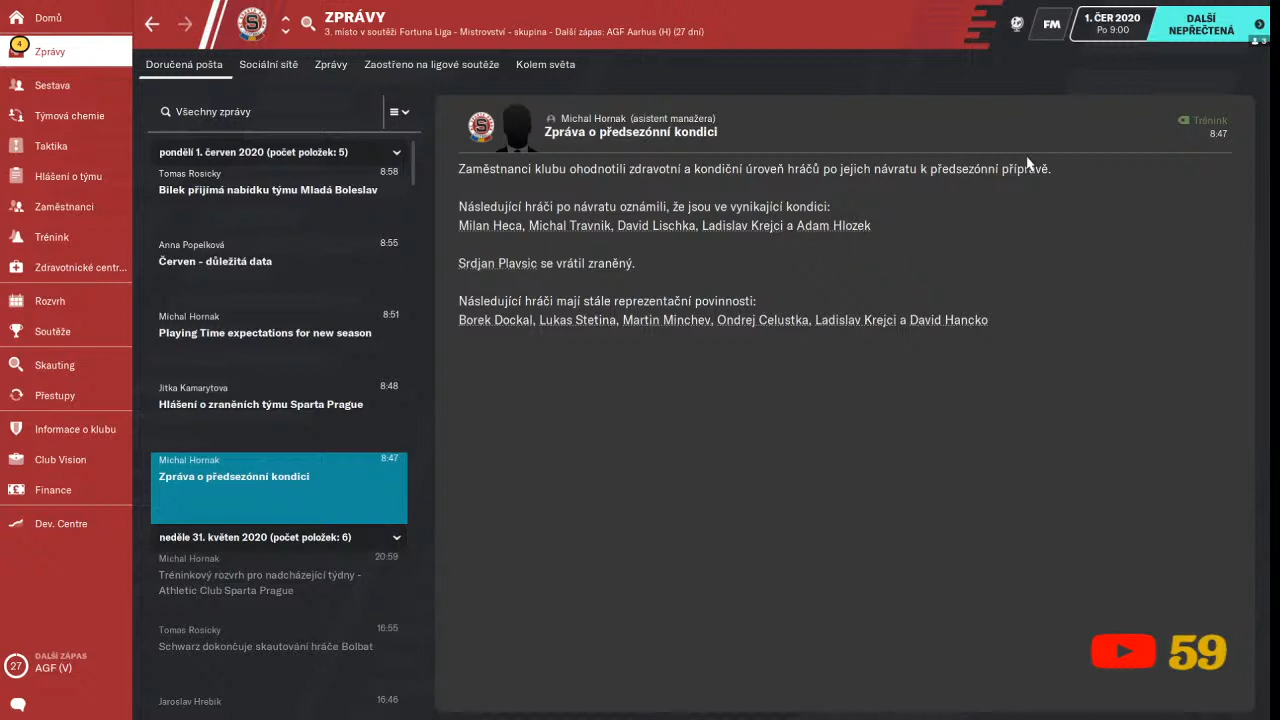 Domů
4
Zprávy
Sestava
Týmová chemie
Taktika
Hlášení o týmu
Zaměstnanci
Trénink
Zdravotnické centr...
Rozvrh
Soutěže
Skauting
Přestupy
Informace o klubu
Club Vision
Finance
Dev. Centre
27
DALŠÍ ZÁPAS
AGF (V)
ZPRÁVY
3. místo v soutěži Fortuna Liga - Mistrovství - skupina - Další zápas: AGF Aarhus (H) (27 dní)
FM
1. ČER 2020
Po 9:00
DALŠÍ
NEPŘEČTENÁ
3
Doručená pošta
Sociální sítě
Zprávy
Zaostřeno na ligové soutěže
Kolem světa
Všechny zprávy
pondělí 1. červen 2020 (počet položek: 5)
Tomas Rosicky 8:58
Bilek přijímá nabídku týmu Mladá Boleslav
Anna Popelková 8:55
Červen - důležitá data
Michal Hornak 8:51
Playing Time expectations for new season
Jitka Kamarytova 8:48
Hlášení o zraněních týmu Sparta Prague
Michal Hornak 8:47
Zpráva o předsezónní kondici
neděle 31. květen 2020 (počet položek: 6)
Michal Hornak 20:59
Tréninkový rozvrh pro nadcházející týdny -
Athletic Club Sparta Prague
Tomas Rosicky 16:55
Schwarz dokončuje skautování hráče Bolbat
Jaroslav Hrebik 16:46
Michal Hornak (asistent manažera)
Zpráva o předsezónní kondici
Trénink
8:47
Zaměstnanci klubu ohodnotili zdravotní a kondiční úroveň hráčů po jejich návratu k předsezónní přípravě.
Následující hráči po návratu oznámili, že jsou ve vynikající kondici:
Milan Heca, Michal Travnik, David Lischka, Ladislav Krejci a Adam Hlozek
Srdjan Plavsic se vrátil zraněný.
Následující hráči mají stále reprezentační povinnosti:
Borek Dockal, Lukas Stetina, Martin Minchev, Ondrej Celustka, Ladislav Krejci a David Hancko
59